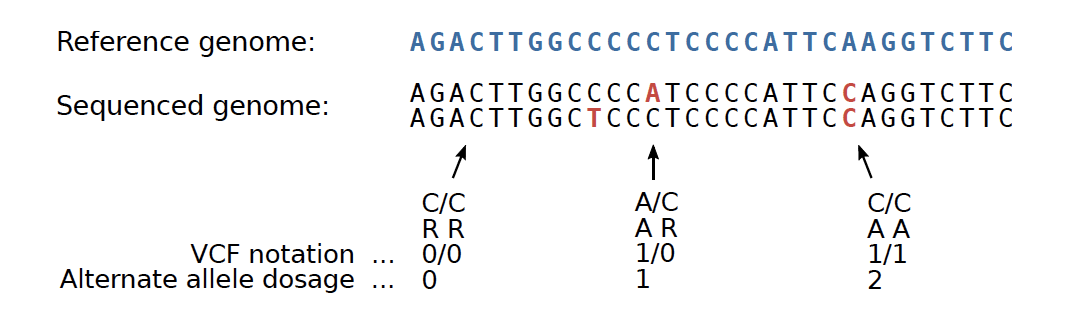 Reference genome: AGACTTGGCCCCCTCCCCATTCAAGGTCTTC
Sequenced genome: AGACTTGGCCCCATCCCCATTCCAGGTCTTC
AGACTTGGCTCCCTCCCCATTCCAGGTCTTC
C/C A/C C/C
R R A R A A
VCF notation ... 0/0 1/0 1/1
Alternate allele dosage ... 0 1 2